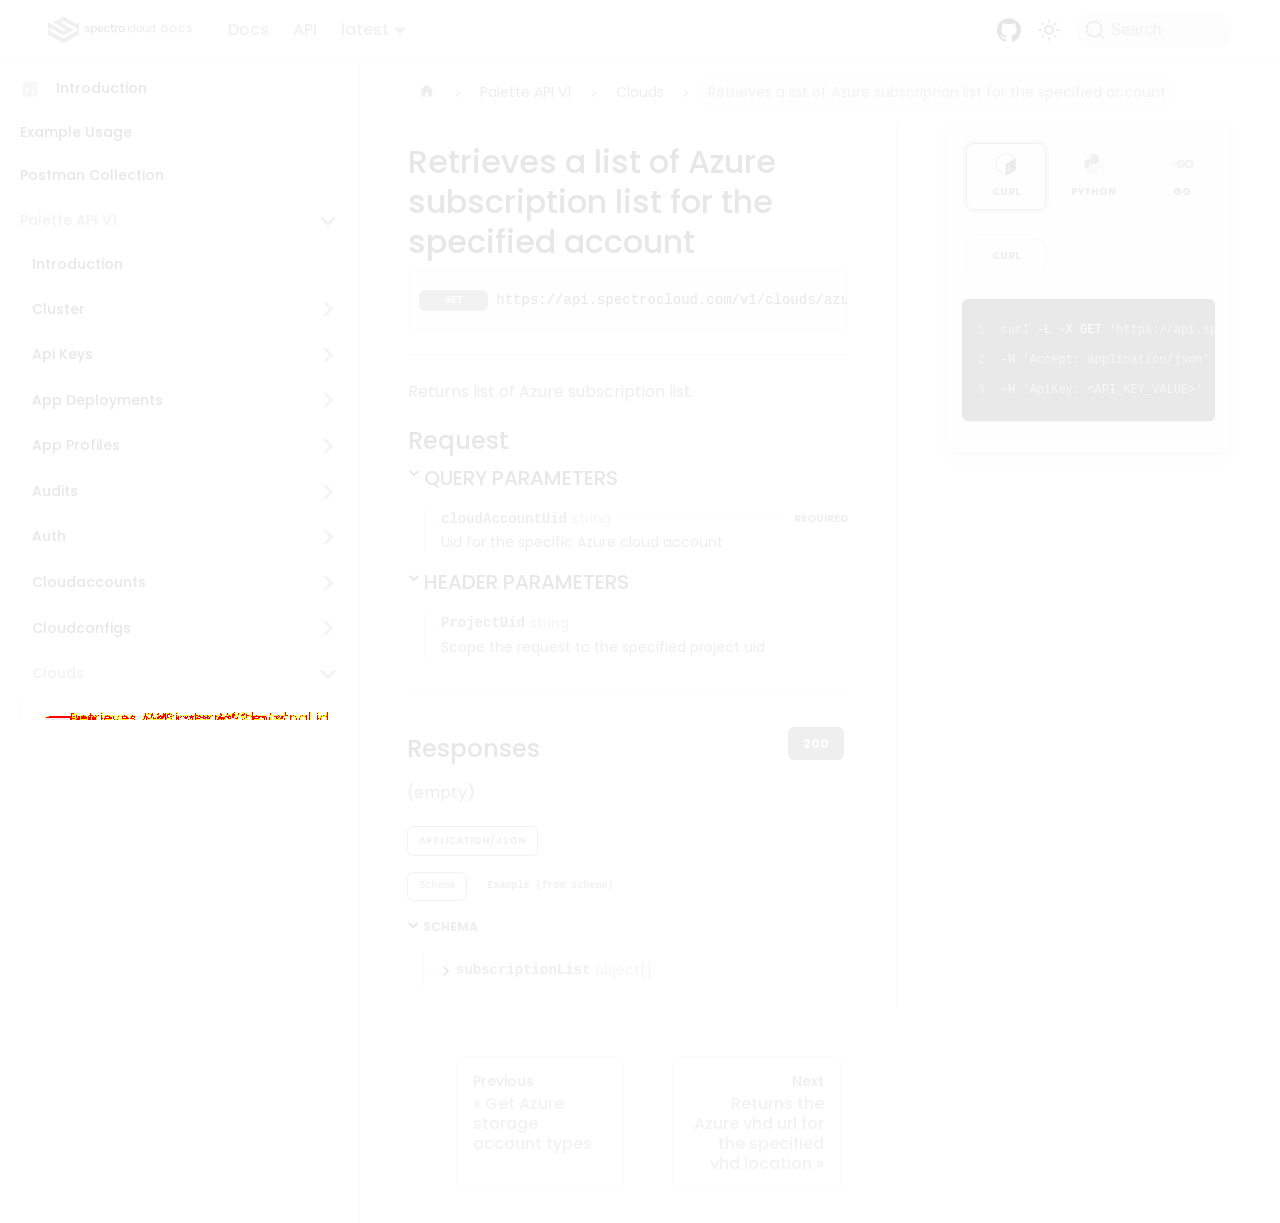 spectro cloud DOCS
Docs
API
latest
Search
Introduction
Example Usage
Postman Collection
Palette API V1
Introduction
Cluster
Api Keys
App Deployments
App Profiles
Audits
Auth
Cloudaccounts
Cloudconfigs
Clouds
Palette API V1
Clouds
Retrieves a list of Azure subscription list for the specified account
Retrieves a list of Azure
subscription list for the
specified account
GET https://api.spectrocloud.com/v1/clouds/azu
Returns list of Azure subscription list.
Request
QUERY PARAMETERS
cloudAccountUid string REQUIRED
Uid for the specific Azure cloud account
HEADER PARAMETERS
ProjectUid string
Scope the request to the specified project uid
Responses
200
(empty)
APPLICATION/JSON
Schema
Example (from schema)
SCHEMA
subscriptionList object[]
Previous
« Get Azure
storage
account types
Next
Returns the
Azure vhd url for
the specified
vhd location »
CURL
PYTHON
GO
CURL
1 curl -L -X GET 'https://api.sp
2 -H 'Accept: application/json'
3 -H 'ApiKey: <API_KEY_VALUE>'